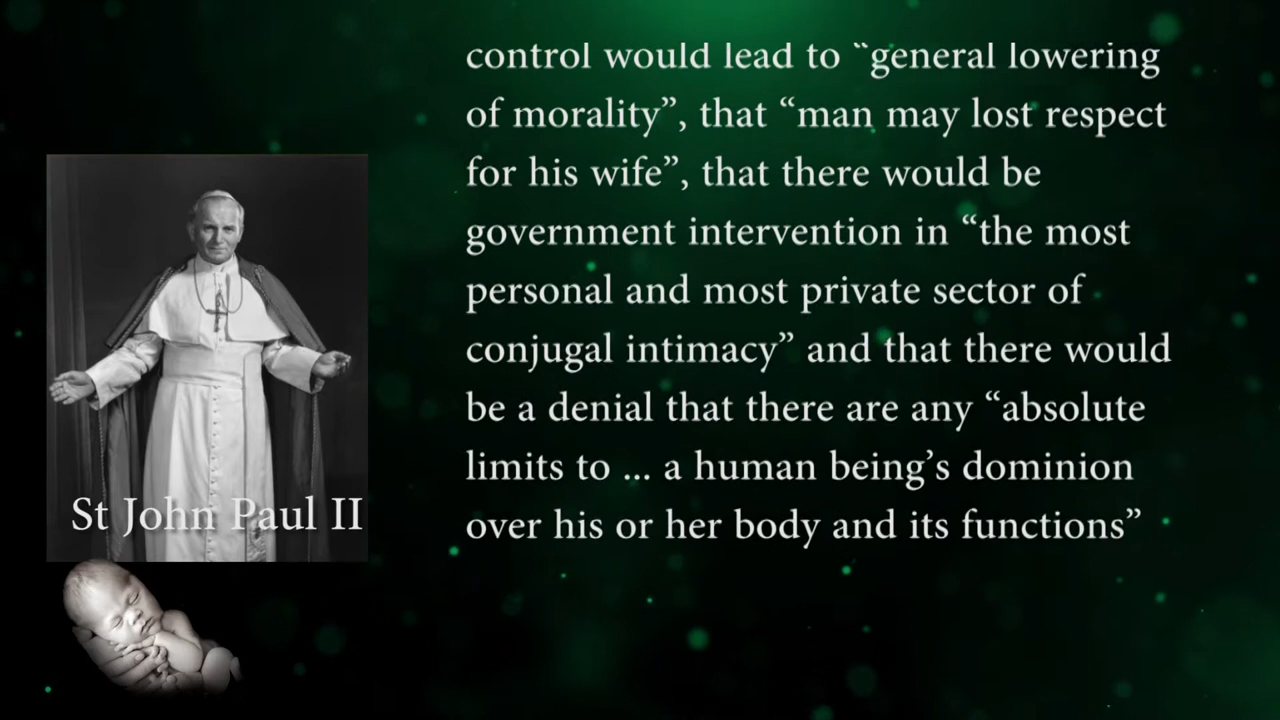 control would lead to “general lowering
of morality”, that “man may lost respect
for his wife”, that there would be
government intervention in “the most
personal and most private sector of
conjugal intimacy” and that there would
be a denial that there are any “absolute
limits to ... a human being’s dominion
over his or her body and its functions”
St John Paul II